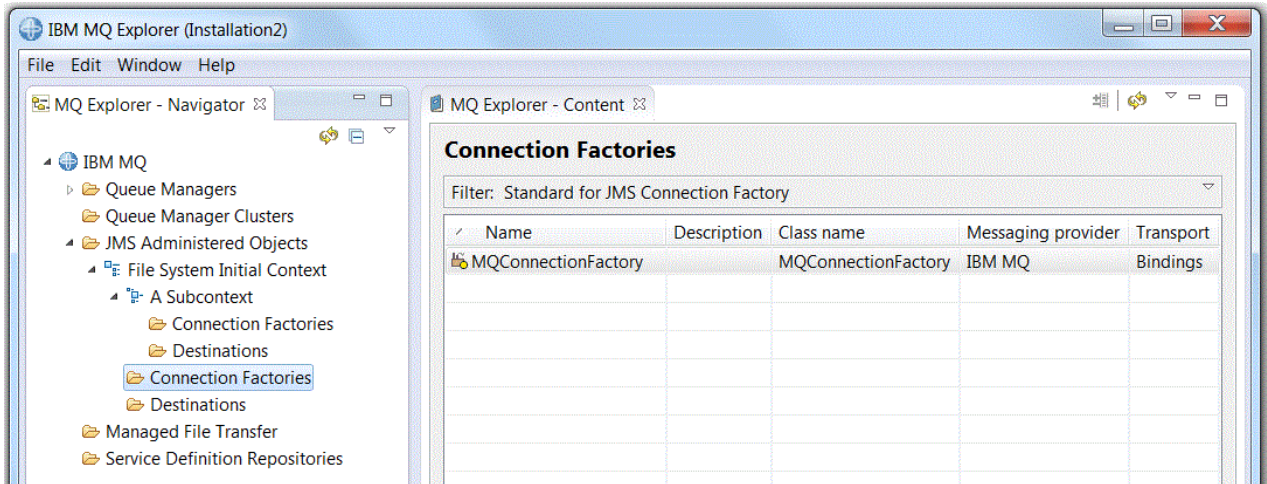 IBM MQ Explorer (Installation2)
File Edit Window Help
MQ Explorer - Navigator
IBM MQ
Queue Managers
Queue Manager Clusters
JMS Administered Objects
File System Initial Context
A Subcontext
Connection Factories
Destinations
Connection Factories
Destinations
Managed File Transfer
Service Definition Repositories
MQ Explorer - Content
Connection Factories
Filter: Standard for JMS Connection Factory
Name Description Class name Messaging provider Transport
MQConnectionFactory MQConnectionFactory IBM MQ Bindings